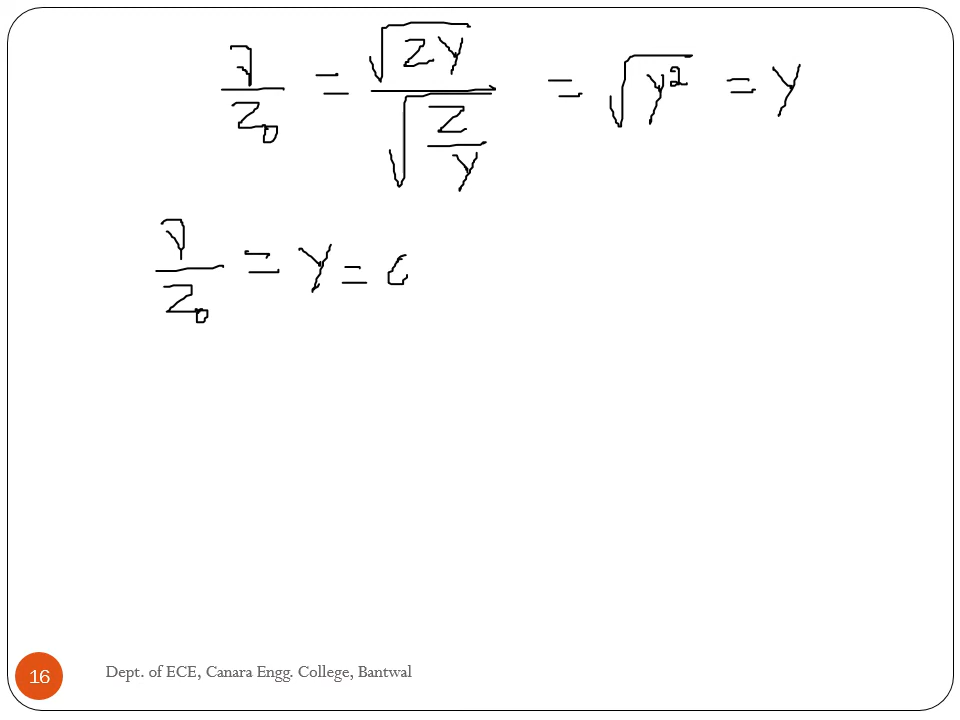 γ/Z₀ = √(ZY) / √(Z/Y) = √(Y²) = Y
γ/Z₀ = Y =
16 Dept. of ECE, Canara Engg. College, Bantwal